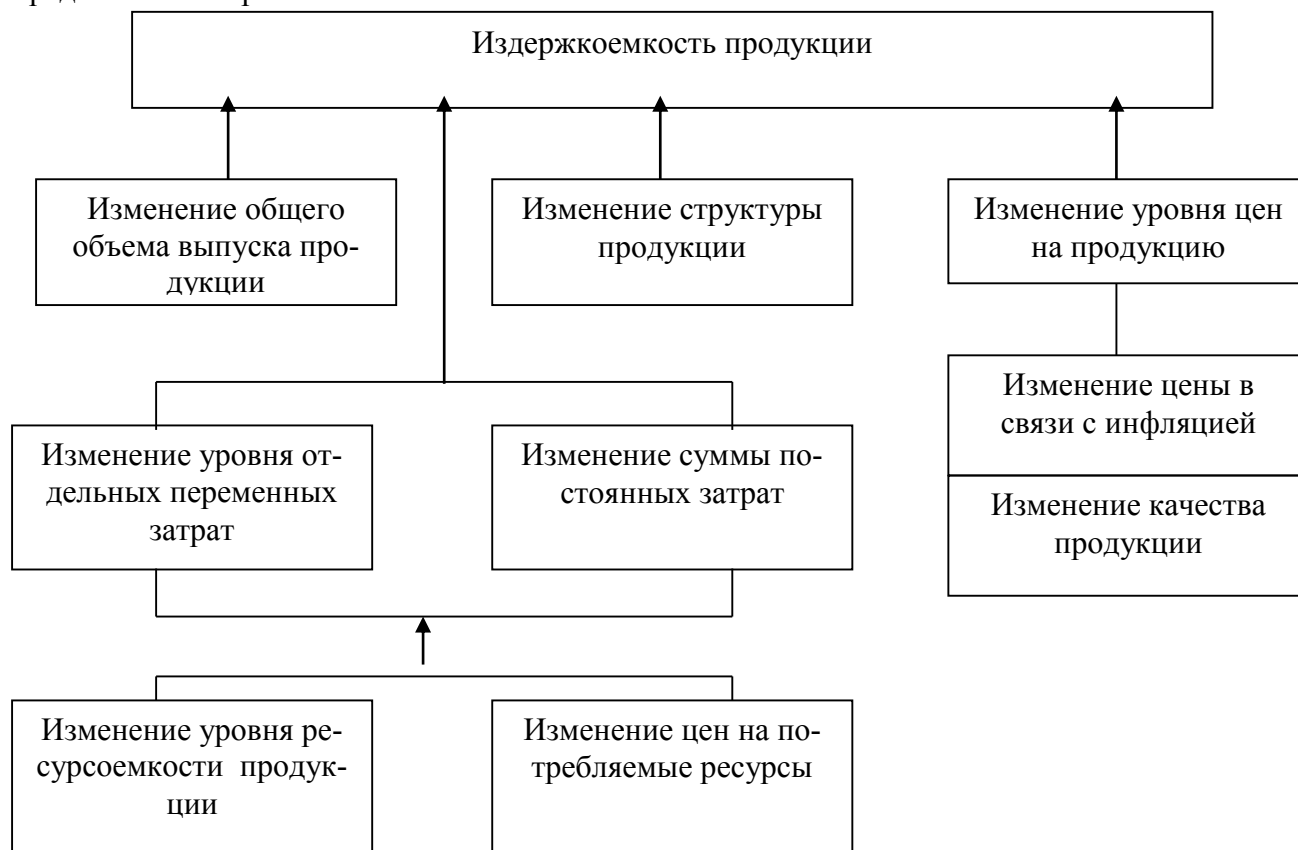 Издержкоемкость продукции
Изменение общего
объема выпуска про-
дукции
Изменение структуры
продукции
Изменение уровня цен
на продукцию
Изменение цены в
связи с инфляцией
Изменение качества
продукции
Изменение уровня от-
дельных переменных
затрат
Изменение суммы по-
стоянных затрат
Изменение уровня ре-
сурсоемкости продук-
ции
Изменение цен на по-
требляемые ресурсы